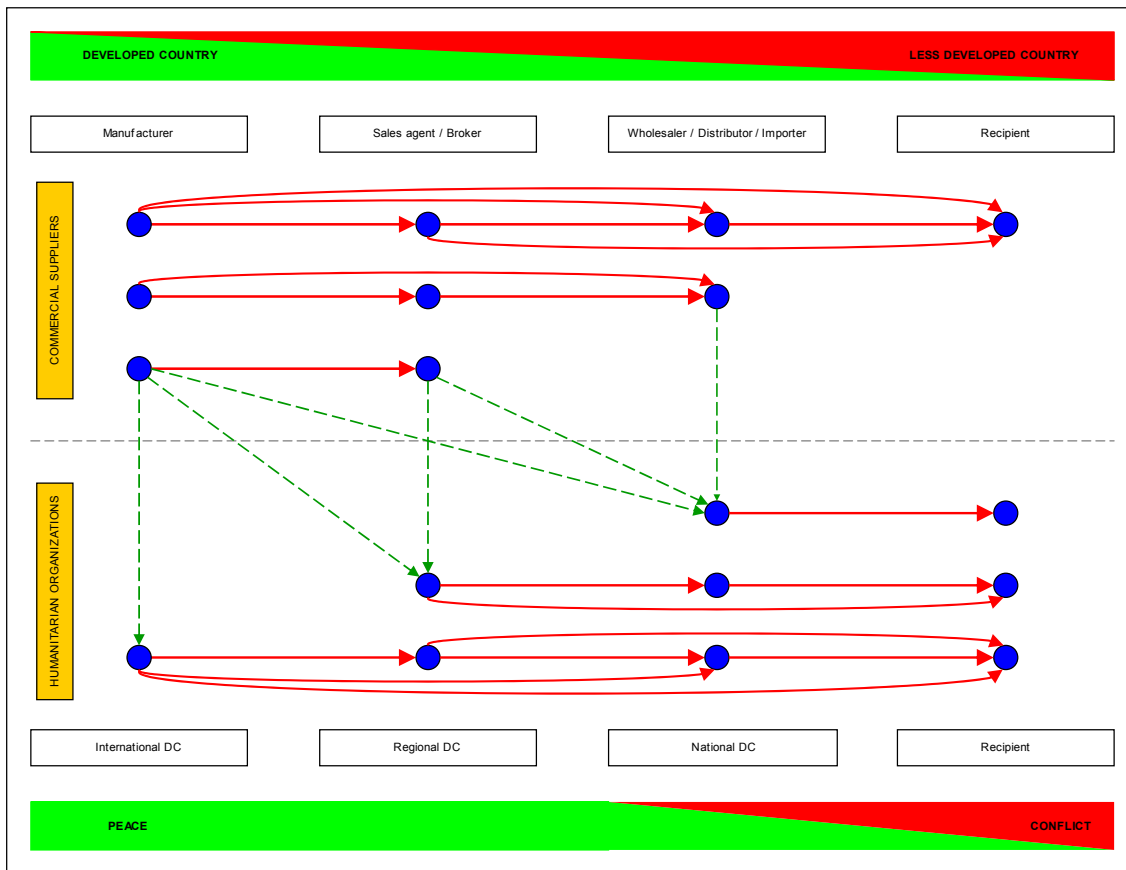 DEVELOPED COUNTRY
LESS DEVELOPED COUNTRY
Manufacturer
Sales agent / Broker
Wholesaler / Distributor / Importer
Recipient
COMMERCIAL SUPPLIERS
HUMANITARIAN ORGANIZATIONS
International DC
Regional DC
National DC
Recipient
PEACE
CONFLICT